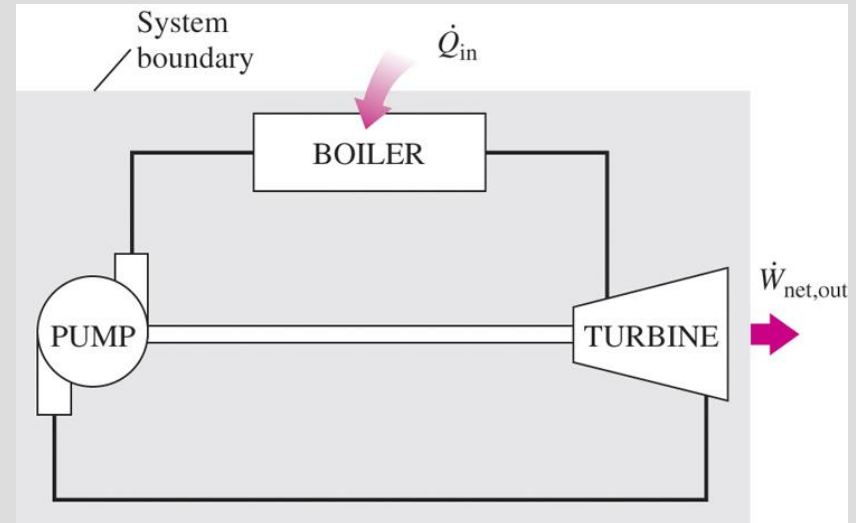 System
boundary
Q̇in
BOILER
Ẇnet,out
PUMP
TURBINE